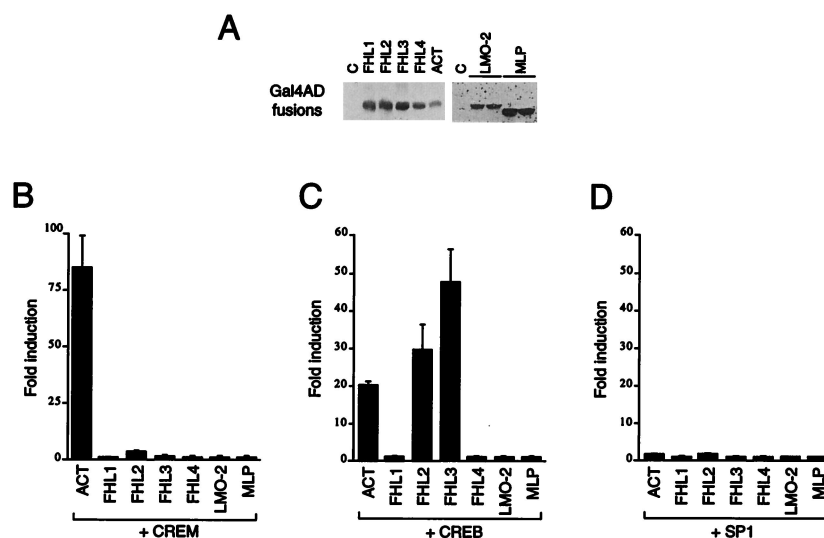 A
C FHL1 FHL2 FHL3 FHL4 ACT C LMO-2 MLP
Gal4AD
fusions
B
Fold induction
100
75
50
25
0
ACT FHL1 FHL2 FHL3 FHL4 LMO-2 MLP
+ CREM
C
Fold induction
60
50
40
30
20
10
0
ACT FHL1 FHL2 FHL3 FHL4 LMO-2 MLP
+ CREB
D
Fold induction
60
50
40
30
20
10
0
ACT FHL1 FHL2 FHL3 FHL4 LMO-2 MLP
+ SP1